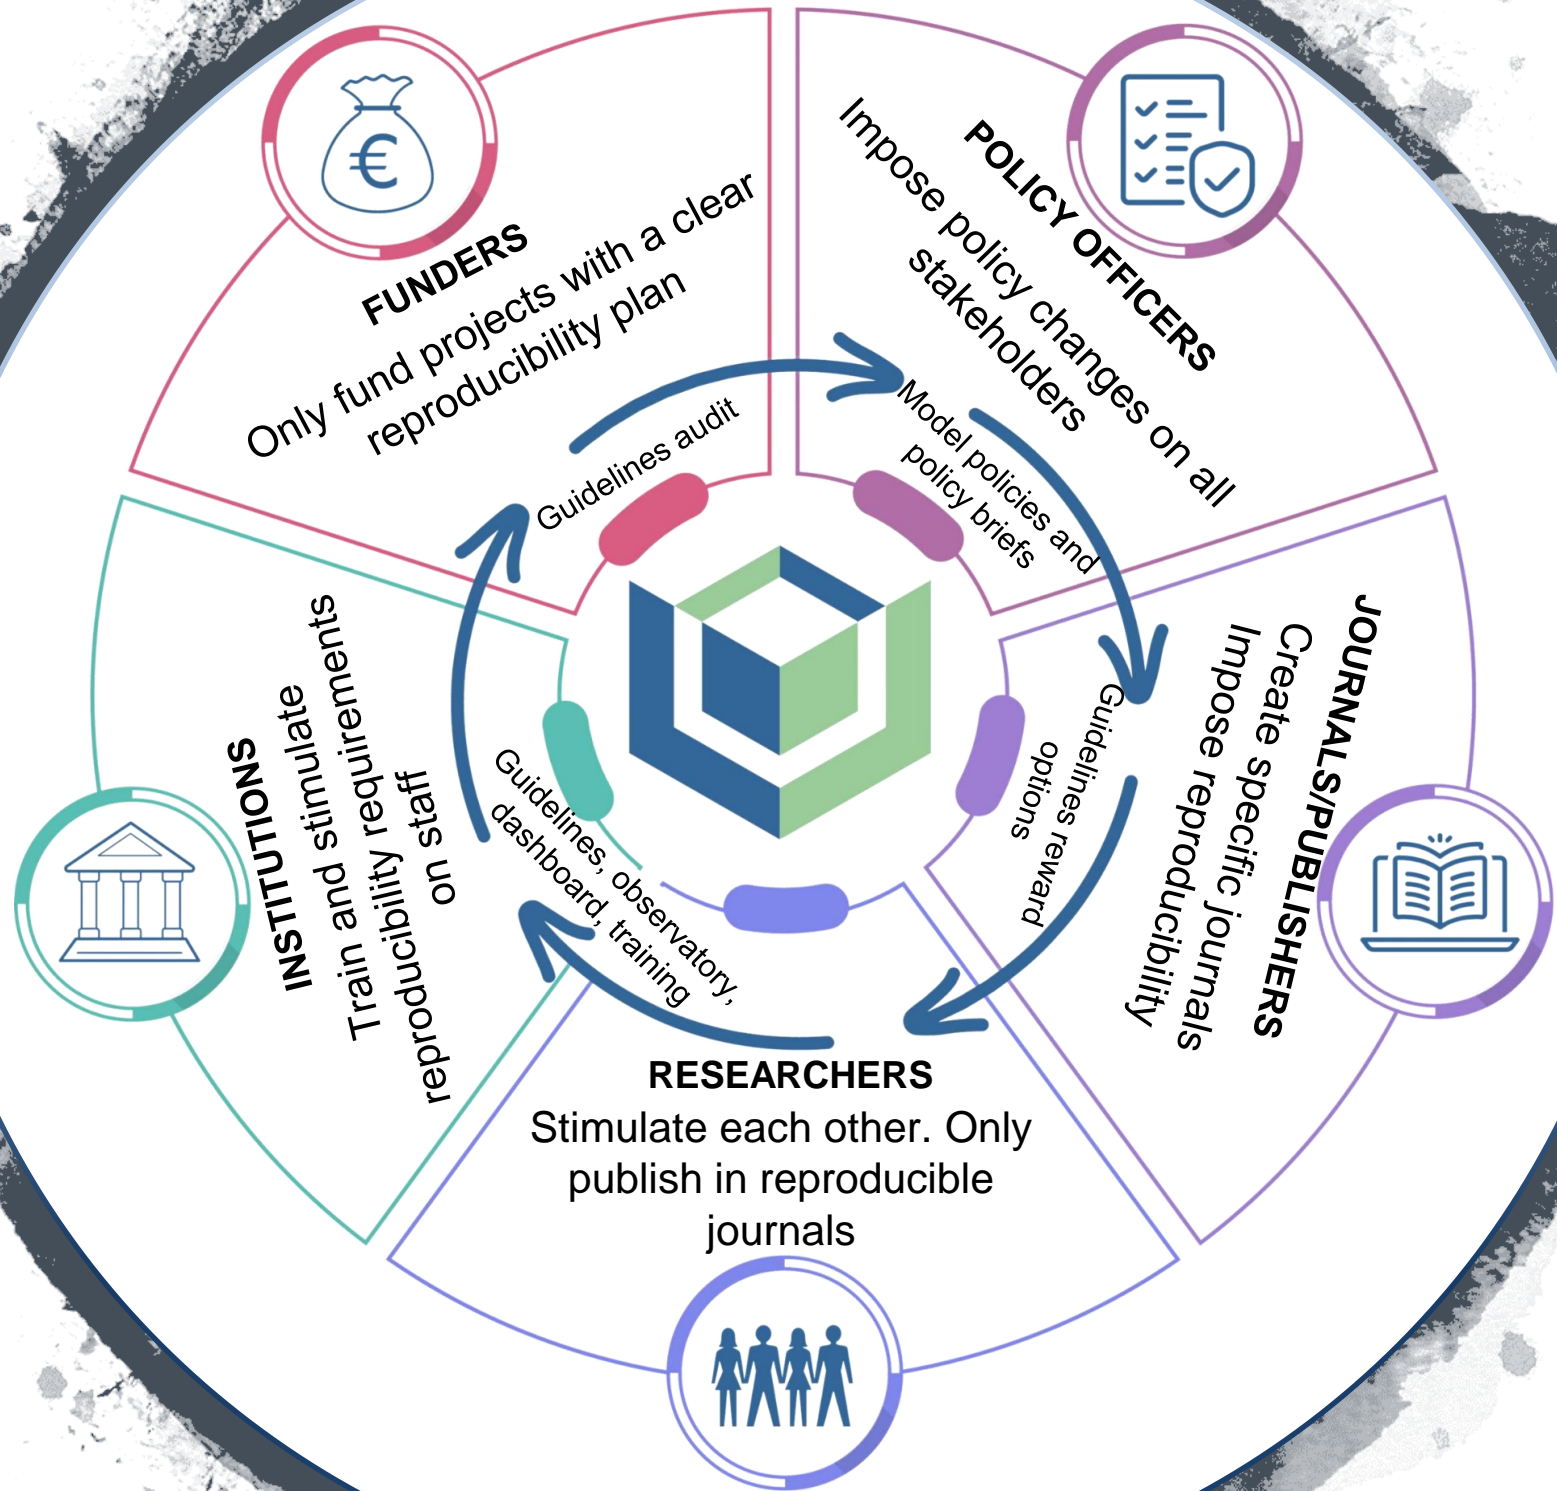 FUNDERS
Only fund projects with a clear
reproducibility plan
Guidelines audit
POLICY OFFICERS
Impose policy changes on all
stakeholders
Model policies and
policy briefs
JOURNALS/PUBLISHERS
Create specific journals
Impose reproducibility
Guidelines reward
options
RESEARCHERS
Stimulate each other. Only
publish in reproducible
journals
INSTITUTIONS
Train and stimulate
reproducibility requirements
on staff
Guidelines, observatory,
dashboard, training
€